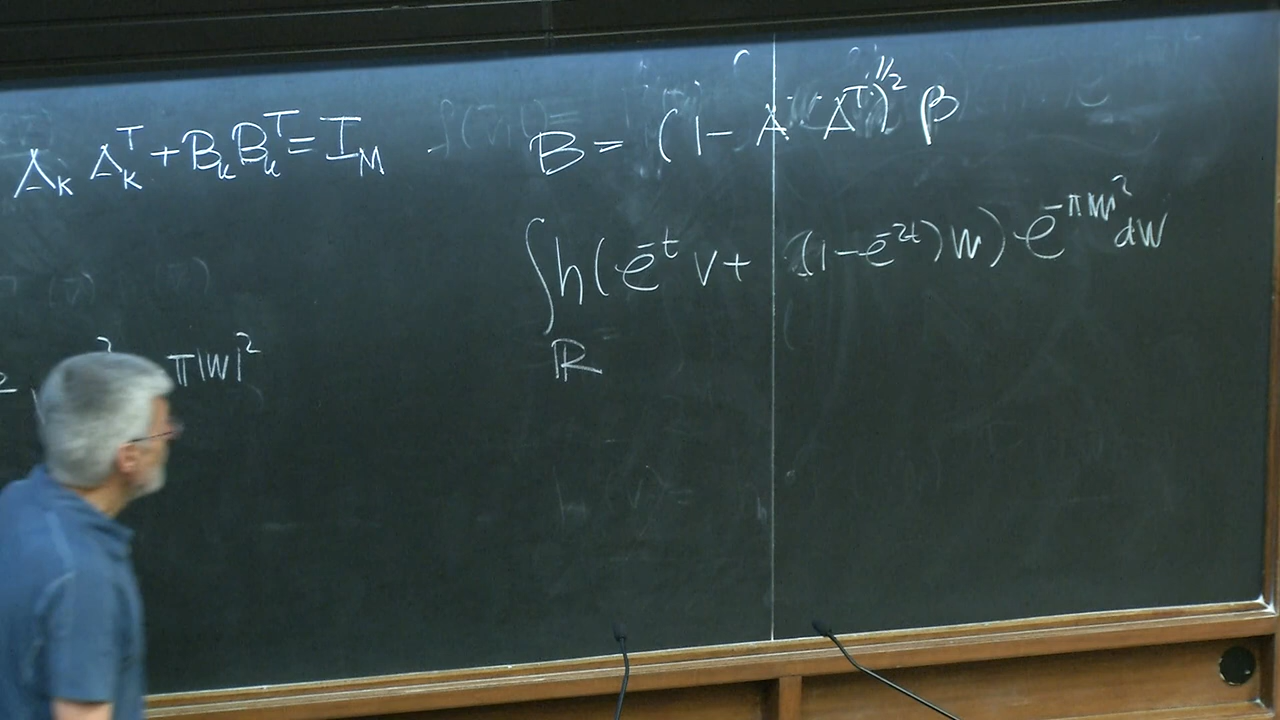 A_k A_k^T + B_k B_k^T = I_M
B = (1 - A A^T)^{1/2} β
∫_ℝ h(e^{-t} v + (1-e^{-2t}) w) e^{-π|w|^2} dw
π|w|^2